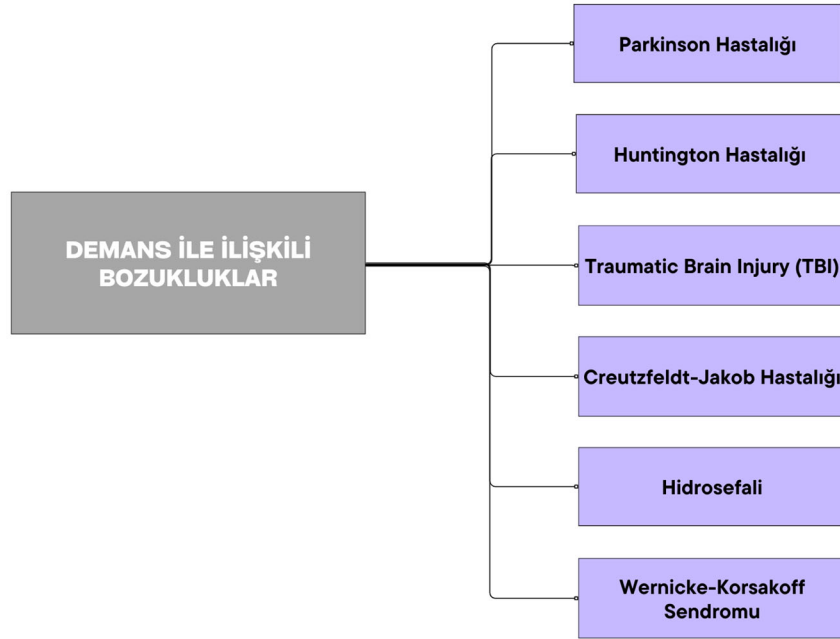 DEMANS İLE İLİŞKİLİ
BOZUKLUKLAR
Parkinson Hastalığı
Huntington Hastalığı
Traumatic Brain Injury (TBI)
Creutzfeldt-Jakob Hastalığı
Hidrosefali
Wernicke-Korsakoff
Sendromu